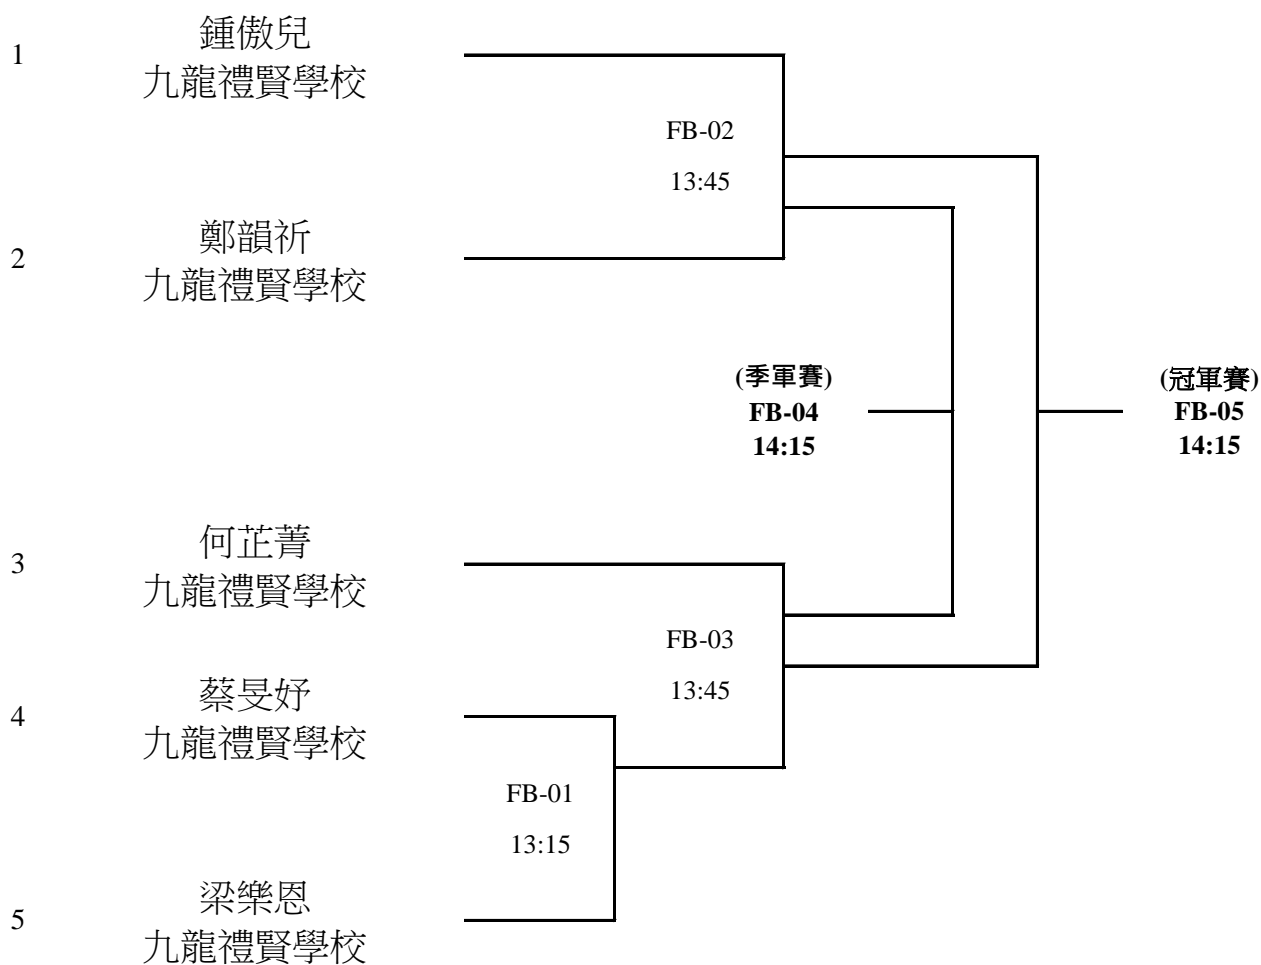 1
鍾傲兒
九龍禮賢學校
FB-02
13:45
2
鄭韻祈
九龍禮賢學校
(季軍賽)
FB-04
14:15
(冠軍賽)
FB-05
14:15
3
何芷菁
九龍禮賢學校
FB-03
13:45
4
蔡旻妤
九龍禮賢學校
FB-01
13:15
5
梁樂恩
九龍禮賢學校